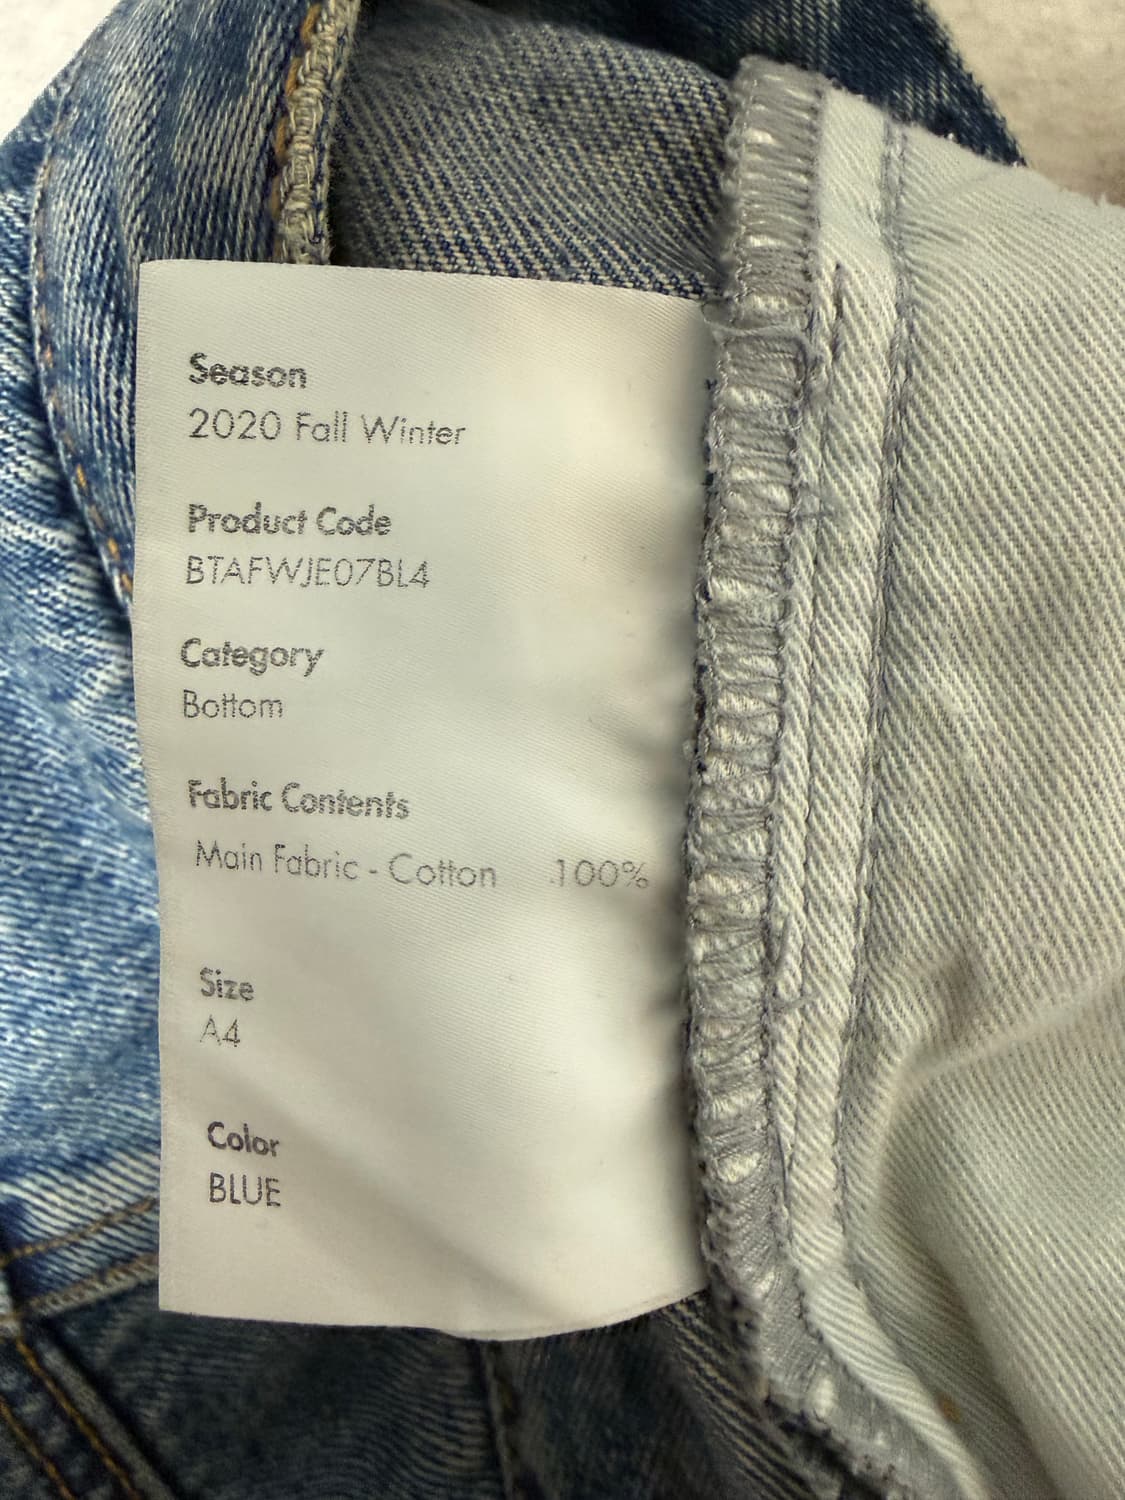 Season
2020 Fall Winter
Product Code
BTAFWJE07BL4
Category
Bottom
Fabric Contents
Main Fabric - Cotton 100%
Size
A4
Color
BLUE